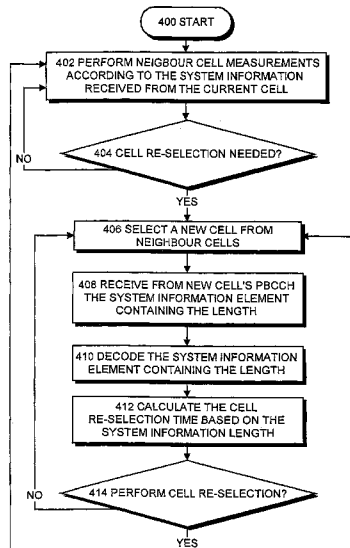 400 START
402 PERFORM NEIGBOUR CELL MEASUREMENTS
ACCORDING TO THE SYSTEM INFORMATION
RECEIVED FROM THE CURRENT CELL
404 CELL RE-SELECTION NEEDED?
NO
YES
406 SELECT A NEW CELL FROM
NEIGHBOUR CELLS
408 RECEIVE FROM NEW CELL'S PBCCH
THE SYSTEM INFORMATION ELEMENT
CONTAINING THE LENGTH
410 DECODE THE SYSTEM INFORMATION
ELEMENT CONTAINING THE LENGTH
412 CALCULATE THE CELL
RE-SELECTION TIME BASED ON THE
SYSTEM INFORMATION LENGTH
NO
414 PERFORM CELL RE-SELECTION?
YES